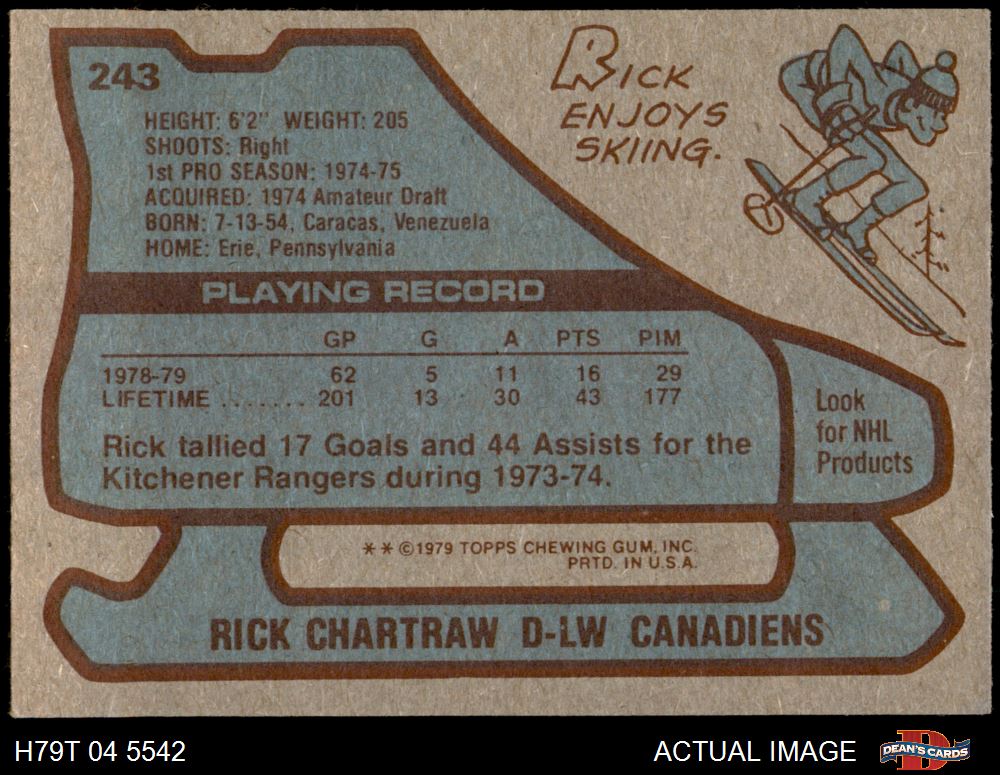 243
HEIGHT: 6'2" WEIGHT: 205
SHOOTS: Right
1st PRO SEASON: 1974-75
ACQUIRED: 1974 Amateur Draft
BORN: 7-13-54, Caracas, Venezuela
HOME: Erie, Pennsylvania
RICK
ENJOYS
SKIING.
PLAYING RECORD
GP G A PTS PIM
1978-79 62 5 11 16 29
LIFETIME ........ 201 13 30 43 177
Rick tallied 17 Goals and 44 Assists for the
Kitchener Rangers during 1973-74.
Look
for NHL
Products
** ©1979 TOPPS CHEWING GUM, INC.
PRTD. IN U.S.A.
RICK CHARTRAW D-LW CANADIENS
H79T 04 5542
ACTUAL IMAGE
DEAN'S CARDS